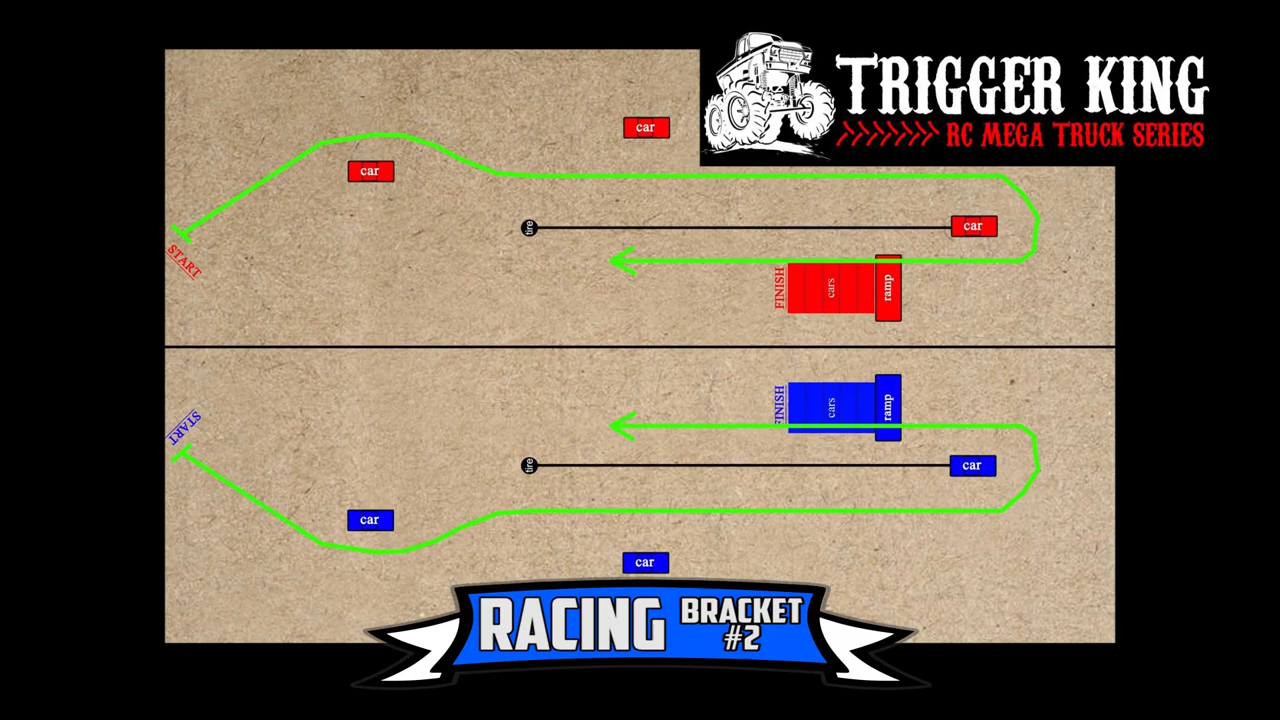 TRIGGER KING
RC MEGA TRUCK SERIES
car
car
START
tire
car
FINISH
cars
ramp
START
FINISH
cars
ramp
tire
car
car
car
RACING BRACKET #2